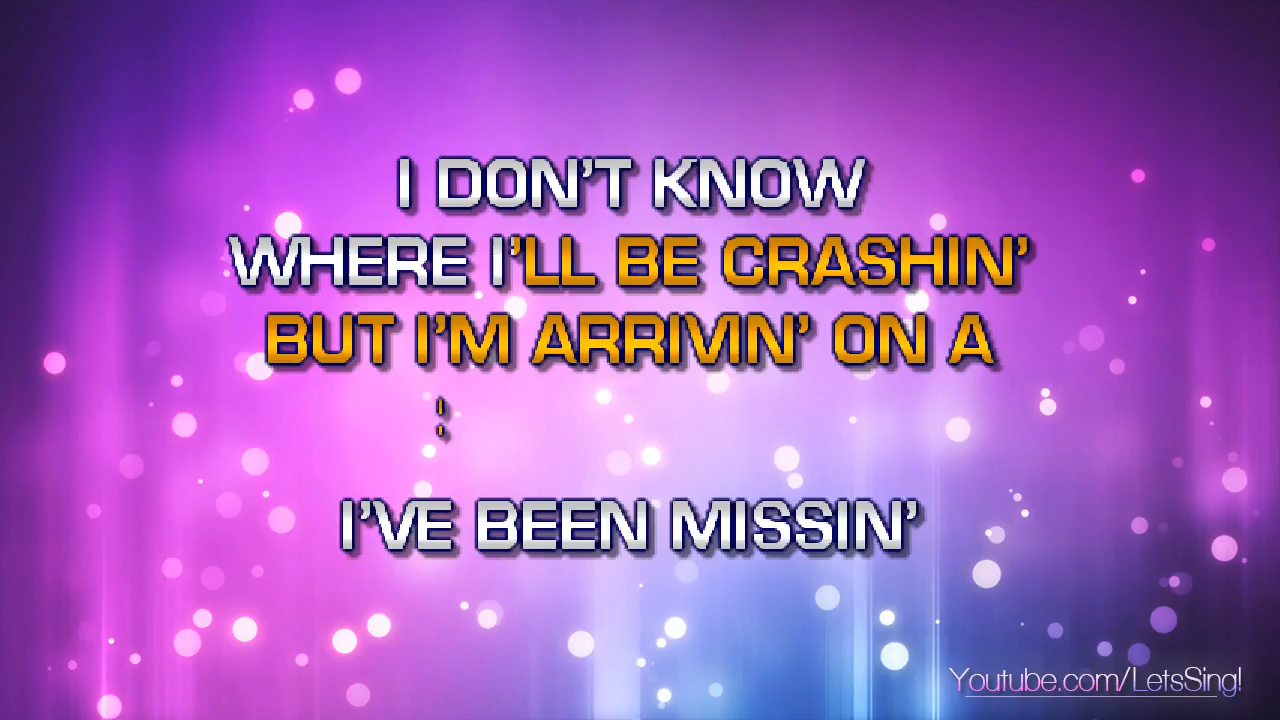 I DON'T KNOW
WHERE I'LL BE CRASHIN'
BUT I'M ARRIVIN' ON A
I'VE BEEN MISSIN'
Youtube.com/LetsSing!